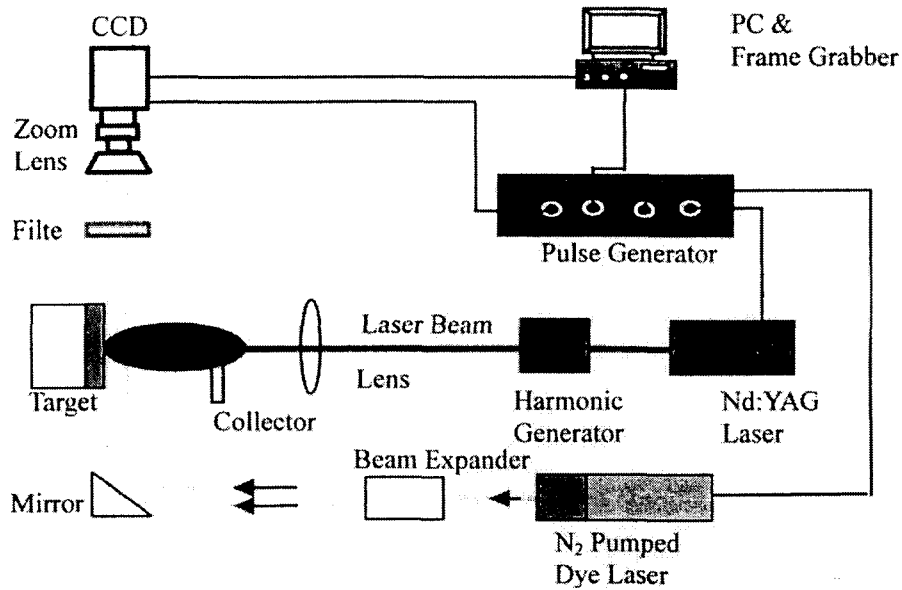 CCD
PC &
Frame Grabber
Zoom
Lens
Filte
Pulse Generator
Laser Beam
Lens
Target
Collector
Harmonic
Generator
Nd:YAG
Laser
Beam Expander
Mirror
N₂ Pumped
Dye Laser